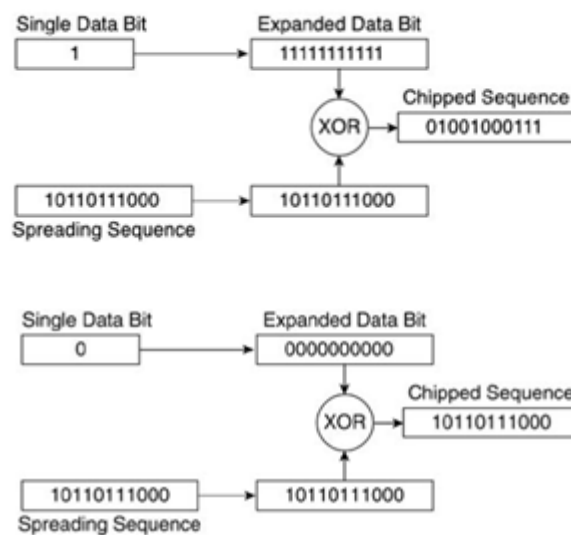 Single Data Bit Expanded Data Bit
1 11111111111
Chipped Sequence
XOR 01001000111
10110111000 10110111000
Spreading Sequence
Single Data Bit Expanded Data Bit
0 0000000000
Chipped Sequence
XOR 10110111000
10110111000 10110111000
Spreading Sequence